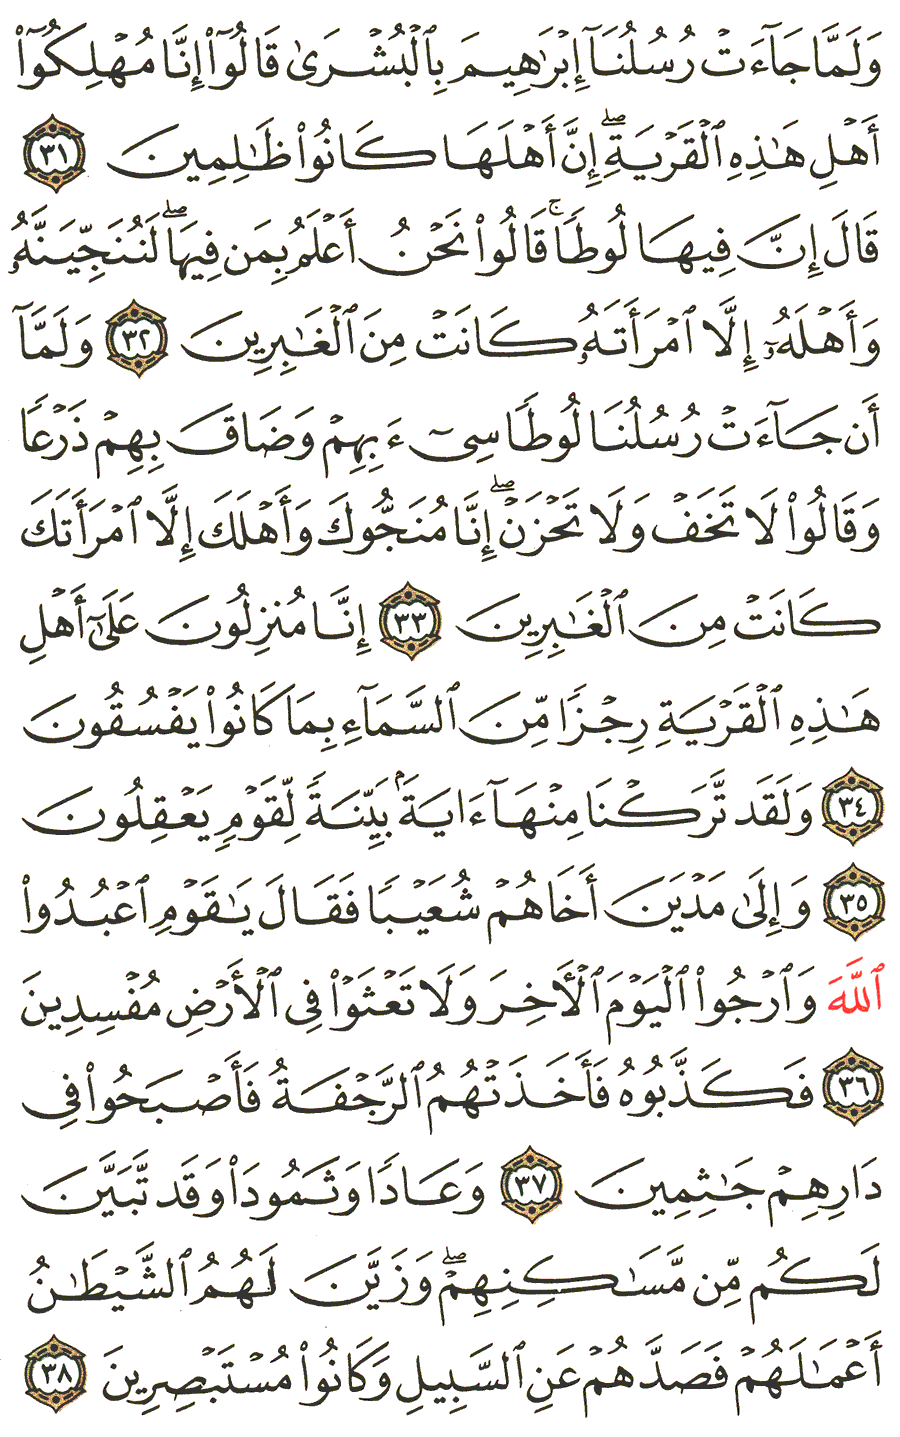 وَلَمَّا جَآءَتۡ رُسُلُنَآ إِبۡرَٰهِيمَ بِٱلۡبُشۡرَىٰ قَالُوٓاْ إِنَّا مُهۡلِكُوٓاْ
أَهۡلِ هَٰذِهِ ٱلۡقَرۡيَةِۖ إِنَّ أَهۡلَهَا كَانُواْ ظَٰلِمِينَ ٣١
قَالَ إِنَّ فِيهَا لُوطٗاۚ قَالُواْ نَحۡنُ أَعۡلَمُ بِمَن فِيهَاۖ لَنُنَجِّيَنَّهُۥ
وَأَهۡلَهُۥٓ إِلَّا ٱمۡرَأَتَهُۥ كَانَتۡ مِنَ ٱلۡغَٰبِرِينَ ٣٢ وَلَمَّآ
أَن جَآءَتۡ رُسُلُنَا لُوطٗا سِيٓءَ بِهِمۡ وَضَاقَ بِهِمۡ ذَرۡعٗا
وَقَالُواْ لَا تَخَفۡ وَلَا تَحۡزَنۡۖ إِنَّا مُنَجُّوكَ وَأَهۡلَكَ إِلَّا ٱمۡرَأَتَكَ
كَانَتۡ مِنَ ٱلۡغَٰبِرِينَ ٣٣ إِنَّا مُنزِلُونَ عَلَىٰٓ أَهۡلِ
هَٰذِهِ ٱلۡقَرۡيَةِ رِجۡزٗا مِّنَ ٱلسَّمَآءِ بِمَا كَانُواْ يَفۡسُقُونَ
٣٤ وَلَقَد تَّرَكۡنَا مِنۡهَآ ءَايَةَۢ بَيِّنَةٗ لِّقَوۡمٖ يَعۡقِلُونَ
٣٥ وَإِلَىٰ مَدۡيَنَ أَخَاهُمۡ شُعَيۡبٗا فَقَالَ يَٰقَوۡمِ ٱعۡبُدُواْ
ٱللَّهَ وَٱرۡجُواْ ٱلۡيَوۡمَ ٱلۡأٓخِرَ وَلَا تَعۡثَوۡاْ فِي ٱلۡأَرۡضِ مُفۡسِدِينَ
٣٦ فَكَذَّبُوهُ فَأَخَذَتۡهُمُ ٱلرَّجۡفَةُ فَأَصۡبَحُواْ فِي
دَارِهِمۡ جَٰثِمِينَ ٣٧ وَعَادٗا وَثَمُودَاْ وَقَد تَّبَيَّنَ
لَكُم مِّن مَّسَٰكِنِهِمۡۖ وَزَيَّنَ لَهُمُ ٱلشَّيۡطَٰنُ
أَعۡمَٰلَهُمۡ فَصَدَّهُمۡ عَنِ ٱلسَّبِيلِ وَكَانُواْ مُسۡتَبۡصِرِينَ ٣٨